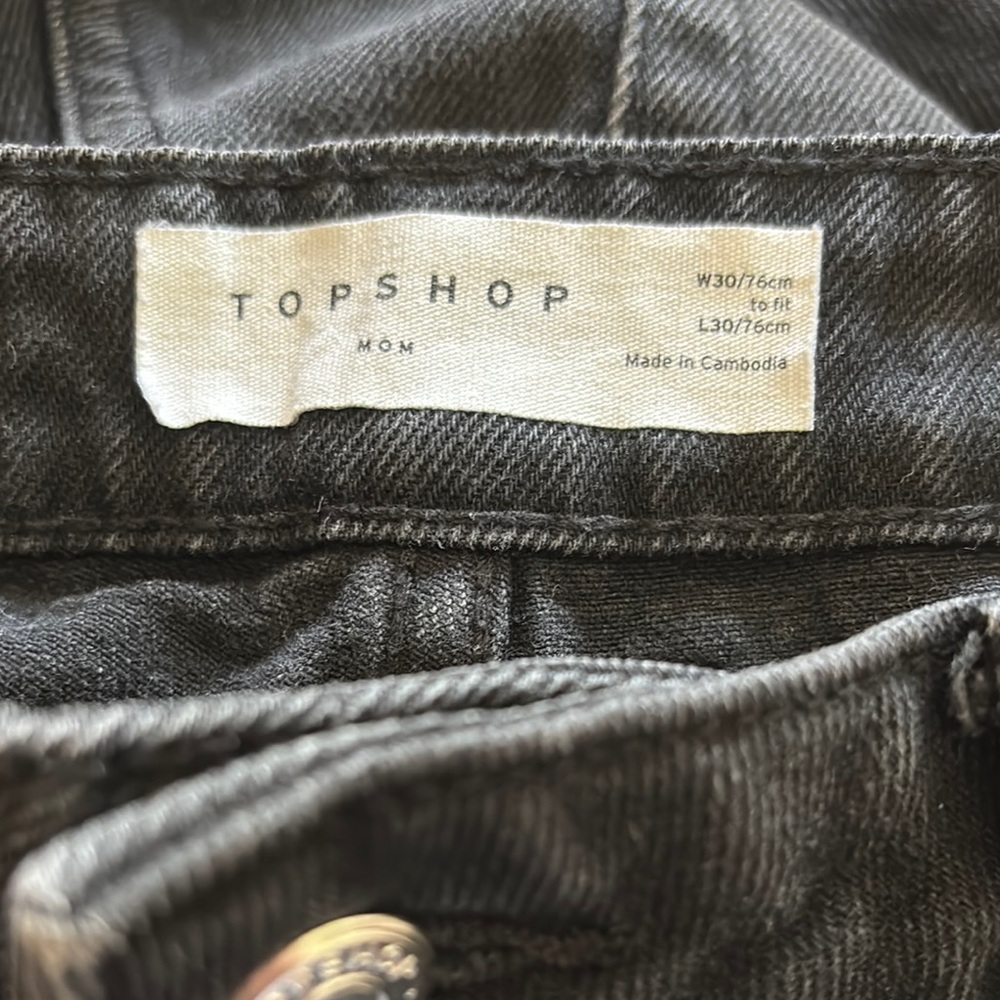 TOPSHOP
MOM
W30/76cm
to fit
L30/76cm
Made in Cambodia